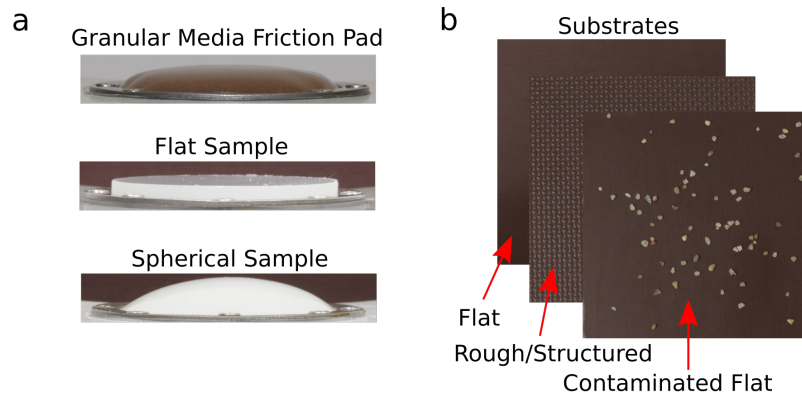 a
Granular Media Friction Pad
Flat Sample
Spherical Sample
b
Substrates
Flat
Rough/Structured
Contaminated Flat